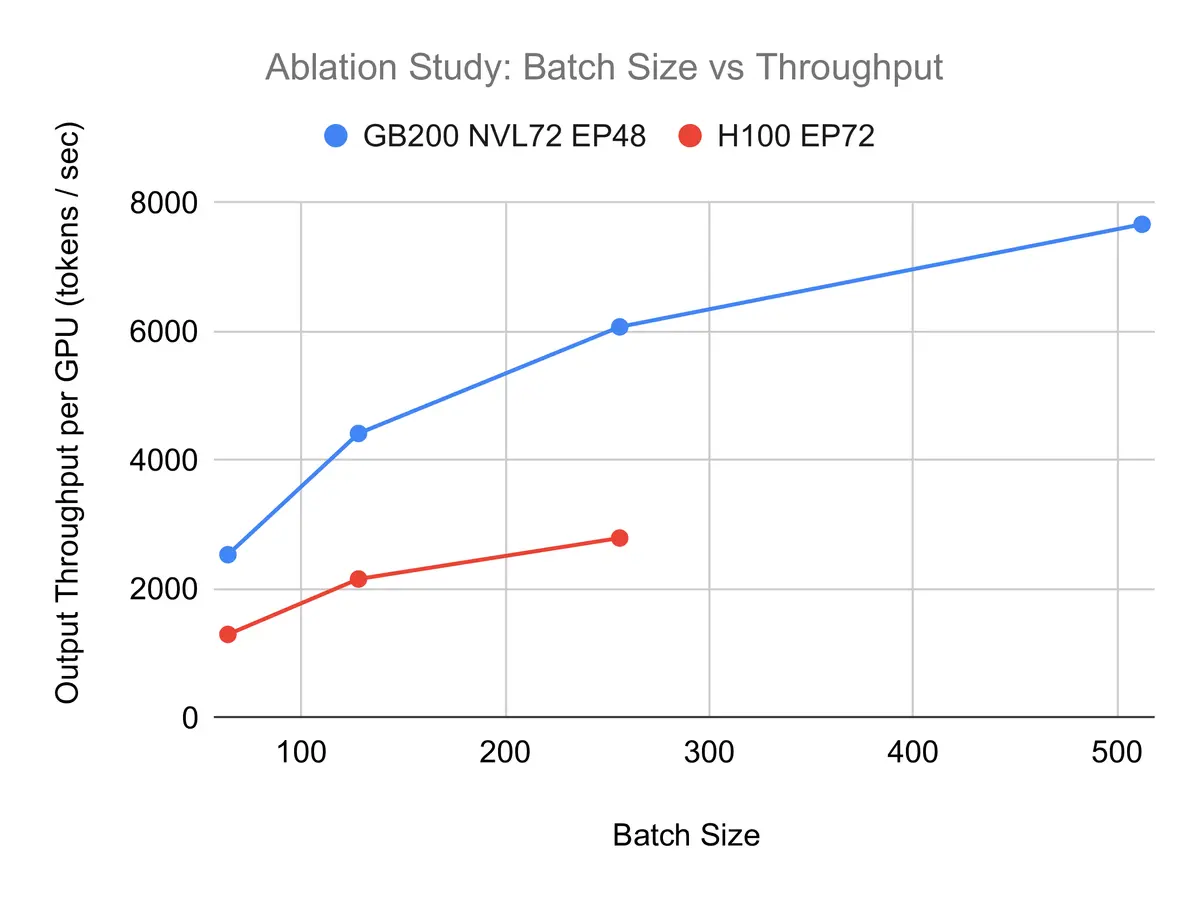 Ablation Study: Batch Size vs Throughput
GB200 NVL72 EP48
H100 EP72
Output Throughput per GPU (tokens / sec)
8000
6000
4000
2000
0
100
200
300
400
500
Batch Size